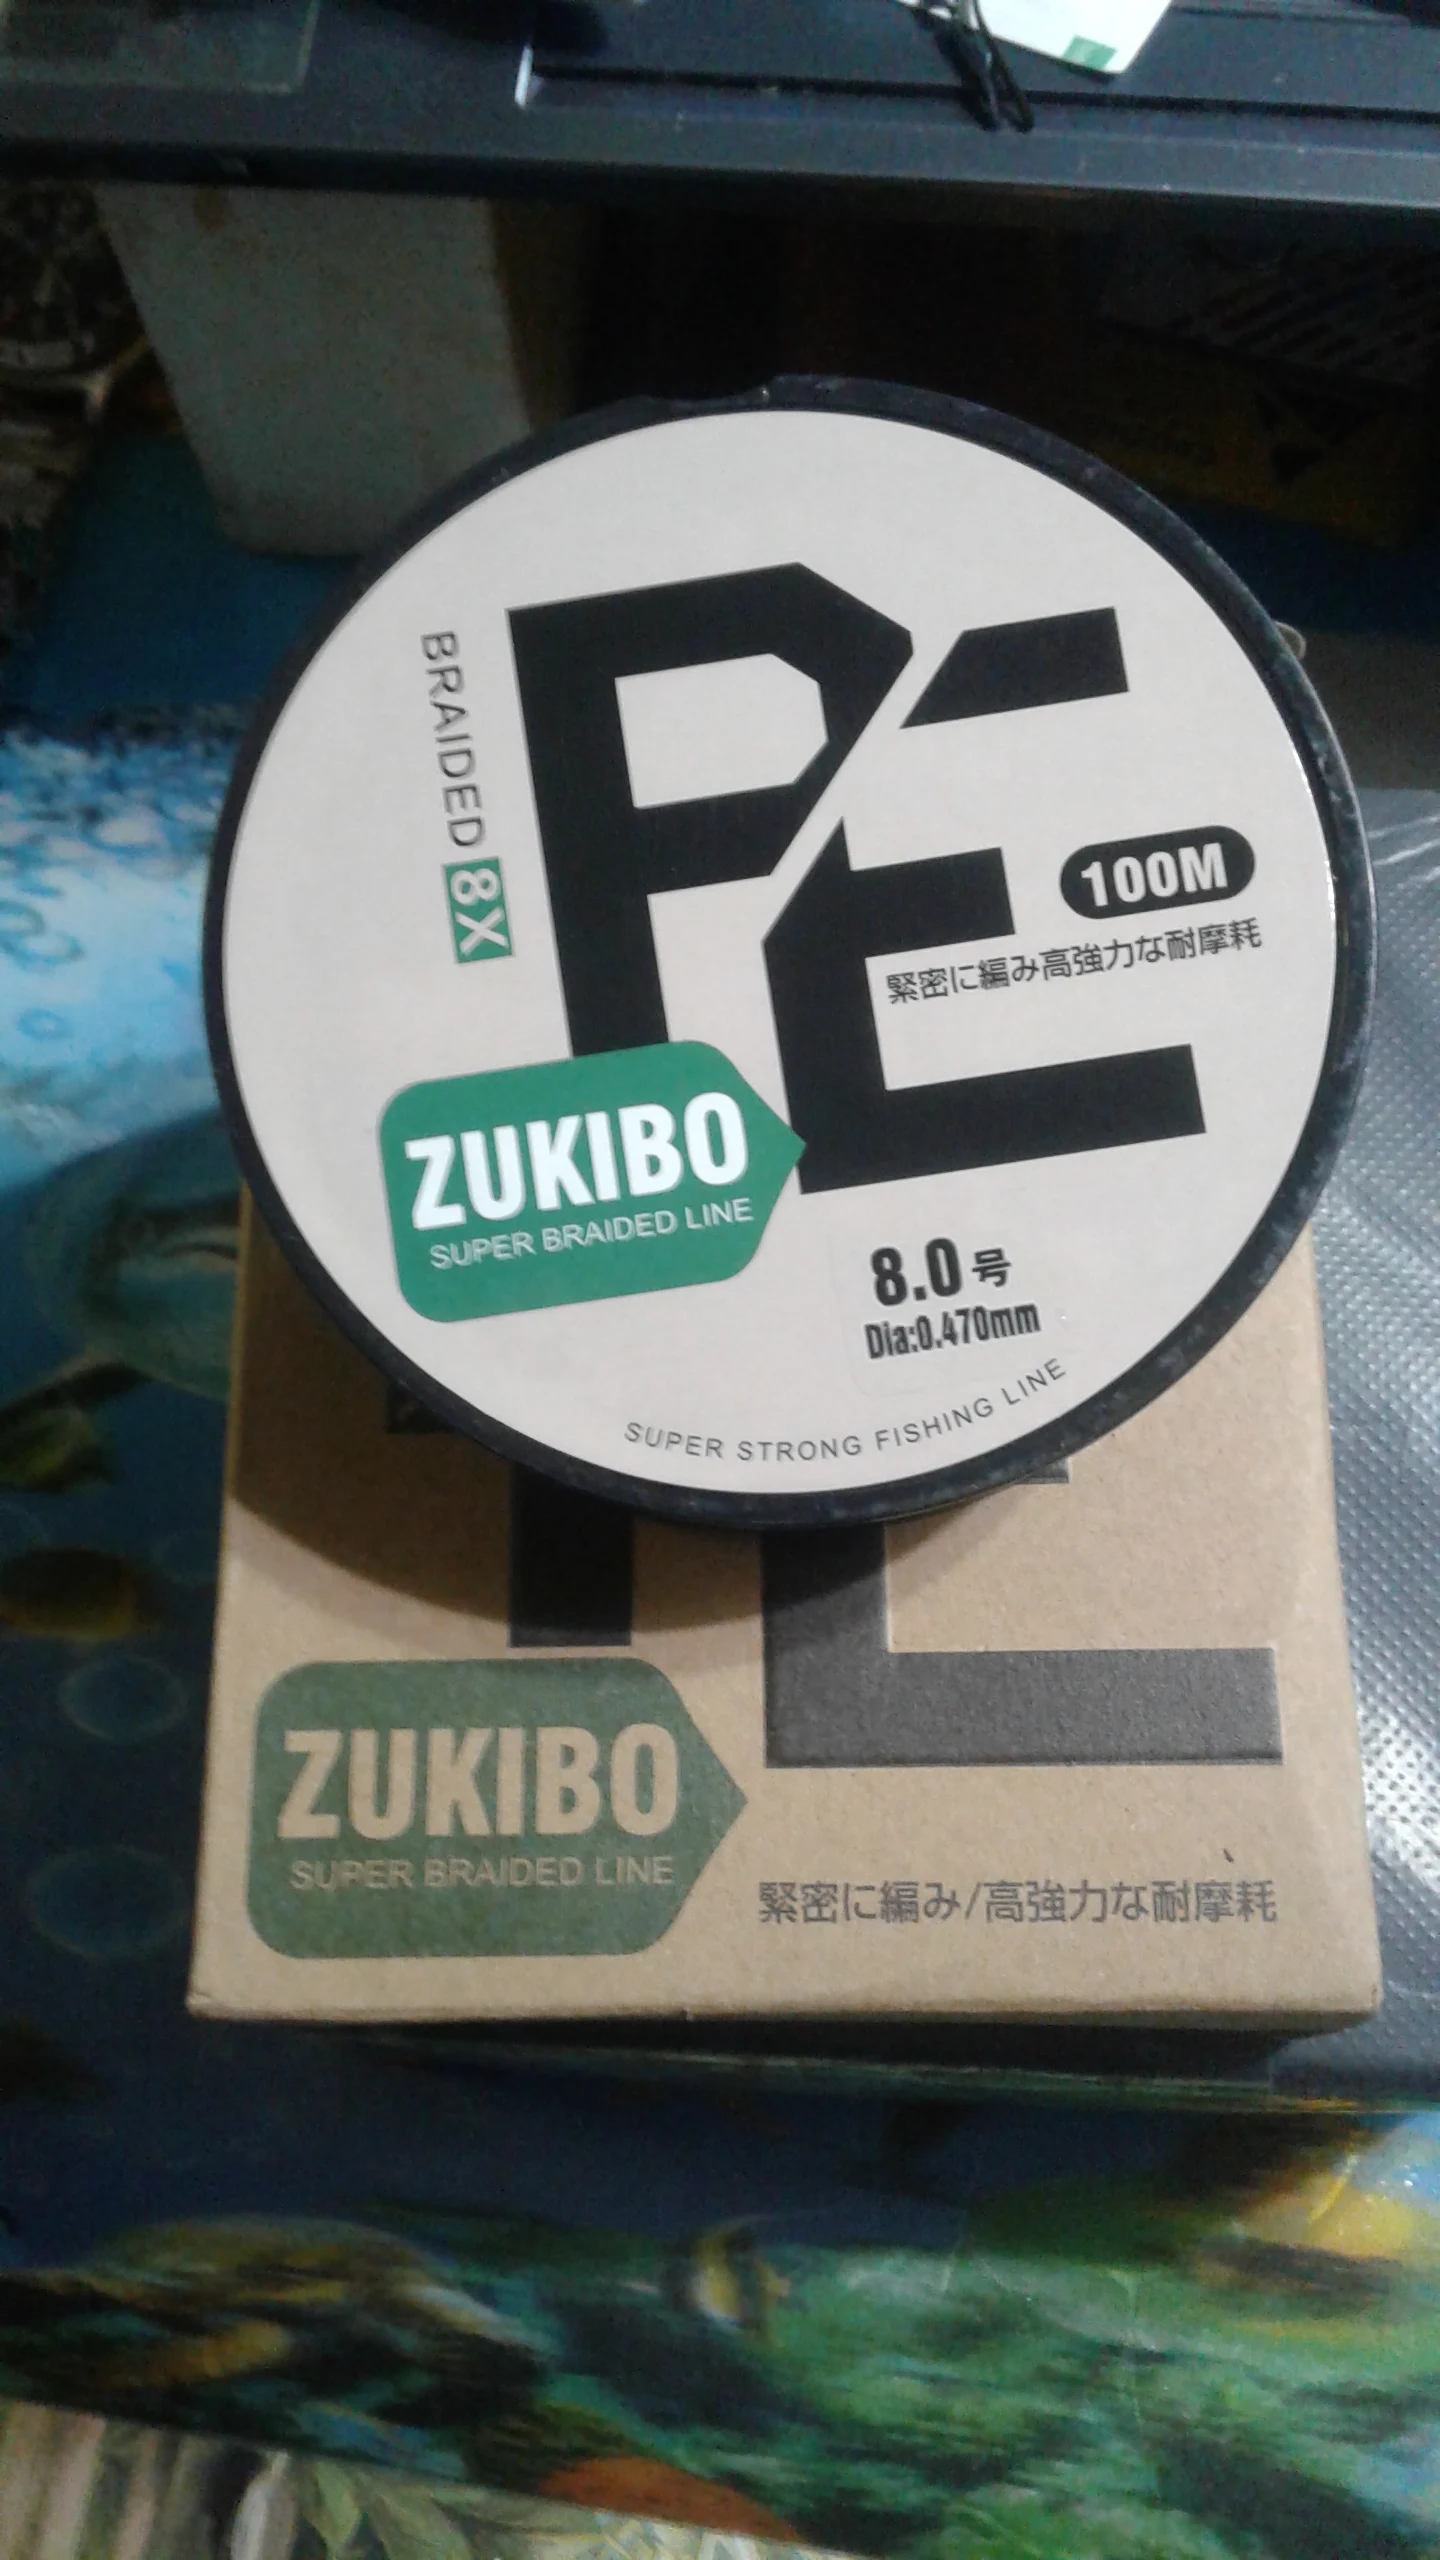 PE
BRAIDED 8X
100M
緊密に編み高強力な耐摩耗
ZUKIBO
SUPER BRAIDED LINE
8.0号
Dia:0.470mm
SUPER STRONG FISHING LINE
ZUKIBO
SUPER BRAIDED LINE
緊密に編み/高強力な耐摩耗